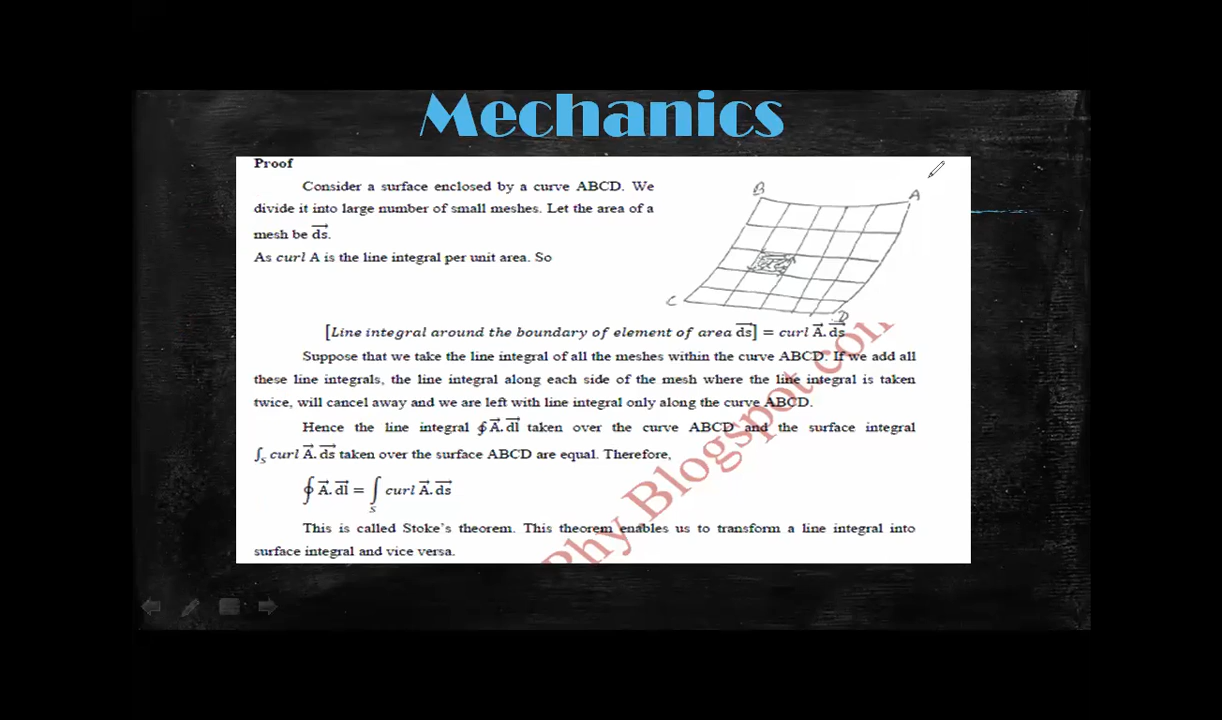 Mechanics
Proof
Consider a surface enclosed by a curve ABCD. We
divide it into large number of small meshes. Let the area of a
mesh be d⃗s⃗.
As curl A is the line integral per unit area. So
B
A
C
D
[Line integral around the boundary of element of area d⃗s⃗] = curl A⃗.d⃗s⃗
Suppose that we take the line integral of all the meshes within the curve ABCD. If we add all
these line integrals, the line integral along each side of the mesh where the line integral is taken
twice, will cancel away and we are left with line integral only along the curve ABCD.
Hence the line integral ∮A⃗.d⃗l⃗ taken over the curve ABCD and the surface integral
∫ₛ curl A⃗.d⃗s⃗ taken over the surface ABCD are equal. Therefore,
∮ A⃗.d⃗l⃗ = ∫ₛ curl A⃗.d⃗s⃗
This is called Stoke's theorem. This theorem enables us to transform a line integral into
surface integral and vice versa.
Phy Blogspot com